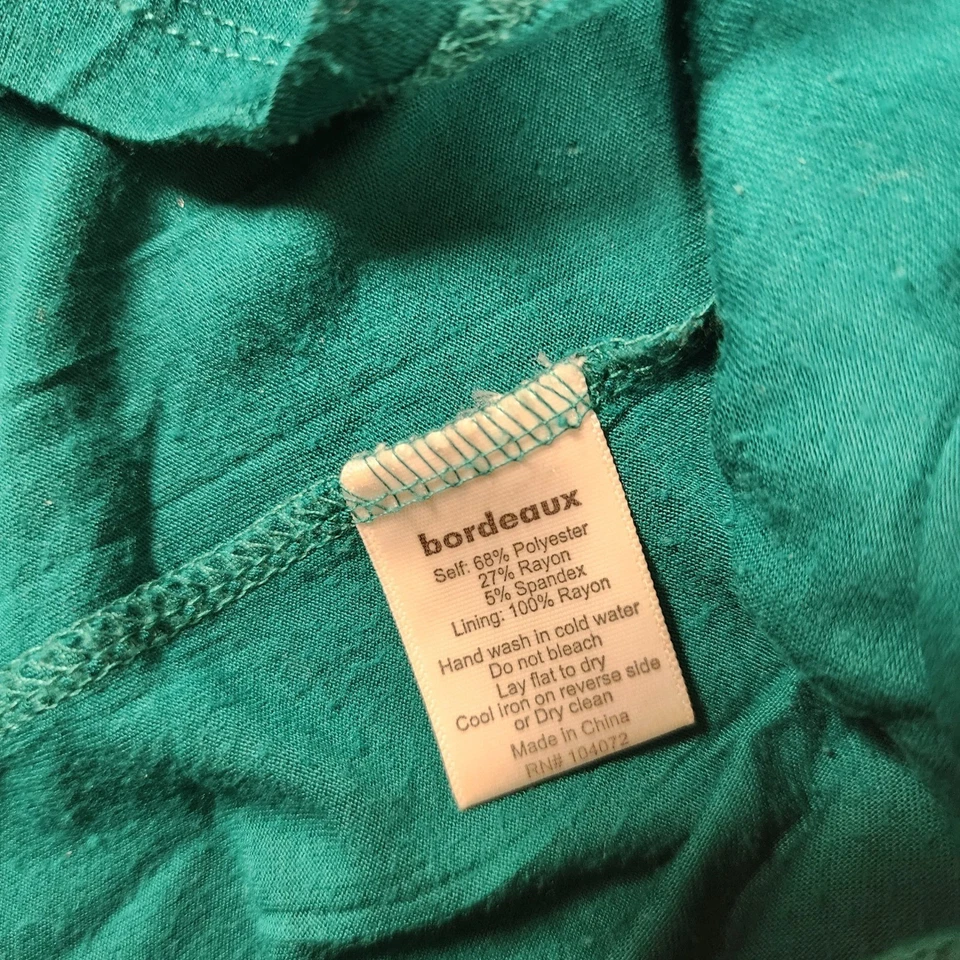 bordeaux
Self: 68% Polyester
27% Rayon
5% Spandex
Lining: 100% Rayon
Hand wash in cold water
Do not bleach
Lay flat to dry
Cool iron on reverse side
or Dry clean
Made in China
RN# 104072